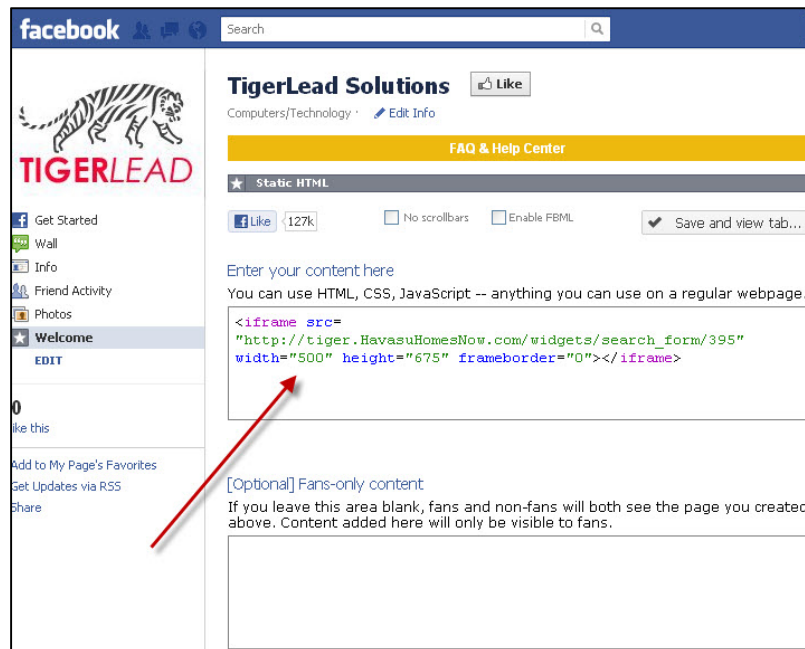 facebook
Search
TIGERLEAD
Get Started
Wall
Info
Friend Activity
Photos
Welcome
EDIT
0
ike this
Add to My Page's Favorites
Get Updates via RSS
Share
TigerLead Solutions Like
Computers/Technology · Edit Info
FAQ & Help Center
Static HTML
Like 127k No scrollbars Enable FBML Save and view tab...
Enter your content here
You can use HTML, CSS, JavaScript -- anything you can use on a regular webpage.
<iframe src=
"http://tiger.HavasuHomesNow.com/widgets/search_form/395"
width="500" height="675" frameborder="0"></iframe>
[Optional] Fans-only content
If you leave this area blank, fans and non-fans will both see the page you created
above. Content added here will only be visible to fans.